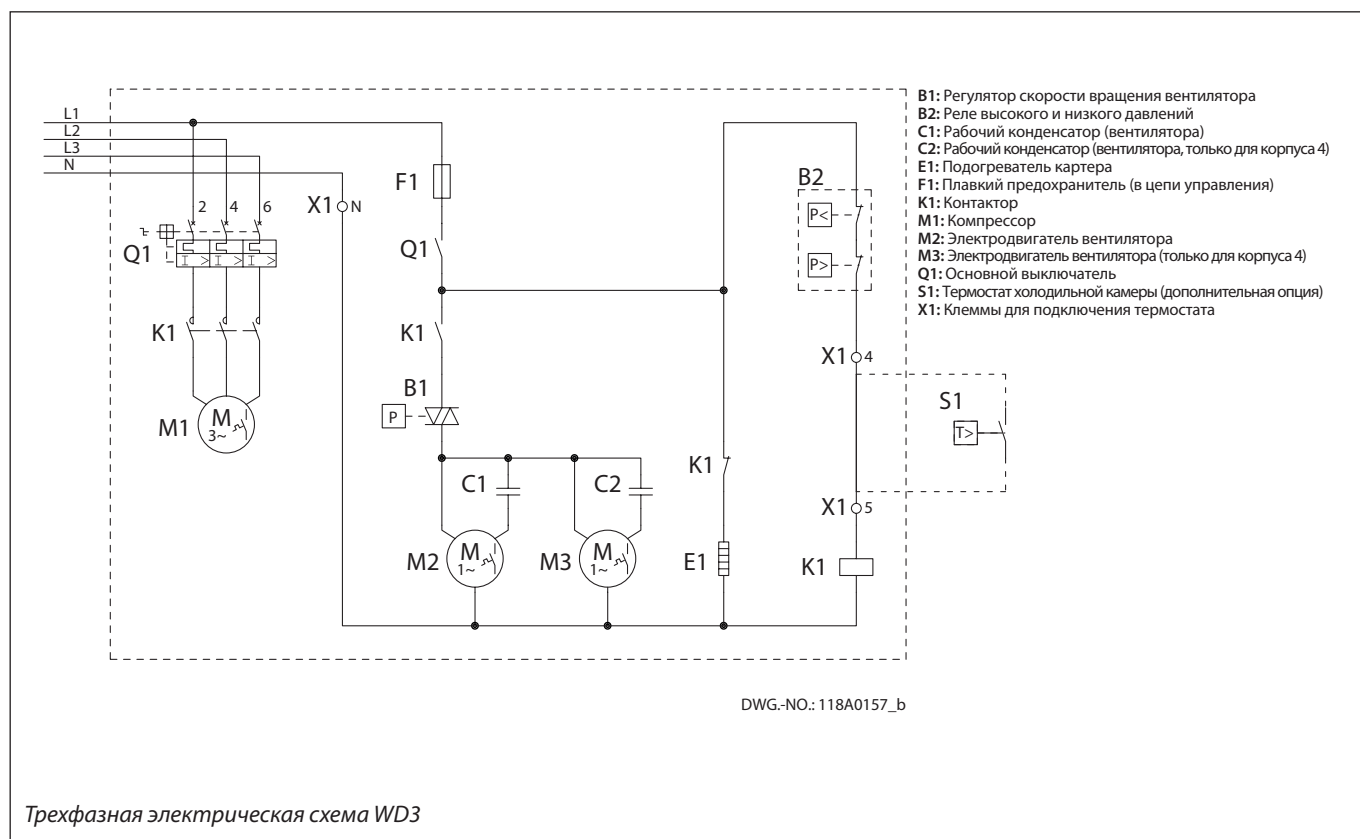 L1
L2
L3
N
2 4 6
Q1
K1
M1
M
3~
X1 N
F1
Q1
K1
B1
P
C1
C2
M2
M
1~
M3
M
1~
K1
E1
B2
P<
P>
X1 4
S1
T>
X1 5
K1
I > I > I >
B1: Регулятор скорости вращения вентилятора
B2: Реле высокого и низкого давлений
C1: Рабочий конденсатор (вентилятора)
C2: Рабочий конденсатор (вентилятора, только для корпуса 4)
E1: Подогреватель картера
F1: Плавкий предохранитель (в цепи управления)
K1: Контактор
M1: Компрессор
M2: Электродвигатель вентилятора
M3: Электродвигатель вентилятора (только для корпуса 4)
Q1: Основной выключатель
S1: Термостат холодильной камеры (дополнительная опция)
X1: Клеммы для подключения термостата
DWG.-NO.: 118A0157_b
Трехфазная электрическая схема WD3